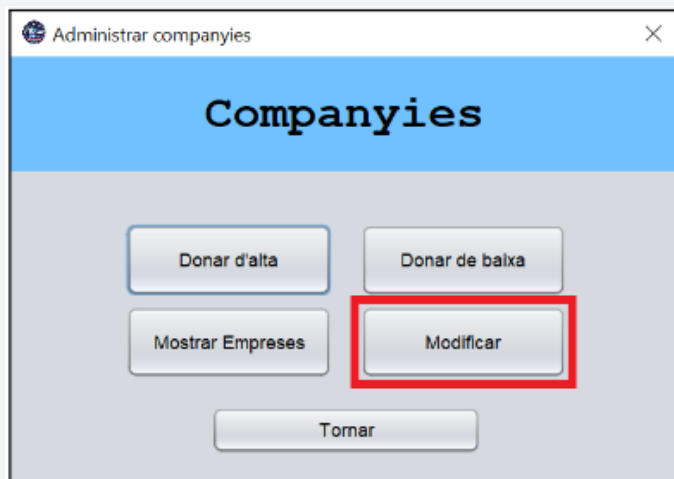 Administrar companyies
Companyies
Donar d'alta
Donar de baixa
Mostrar Empreses
Modificar
Tornar